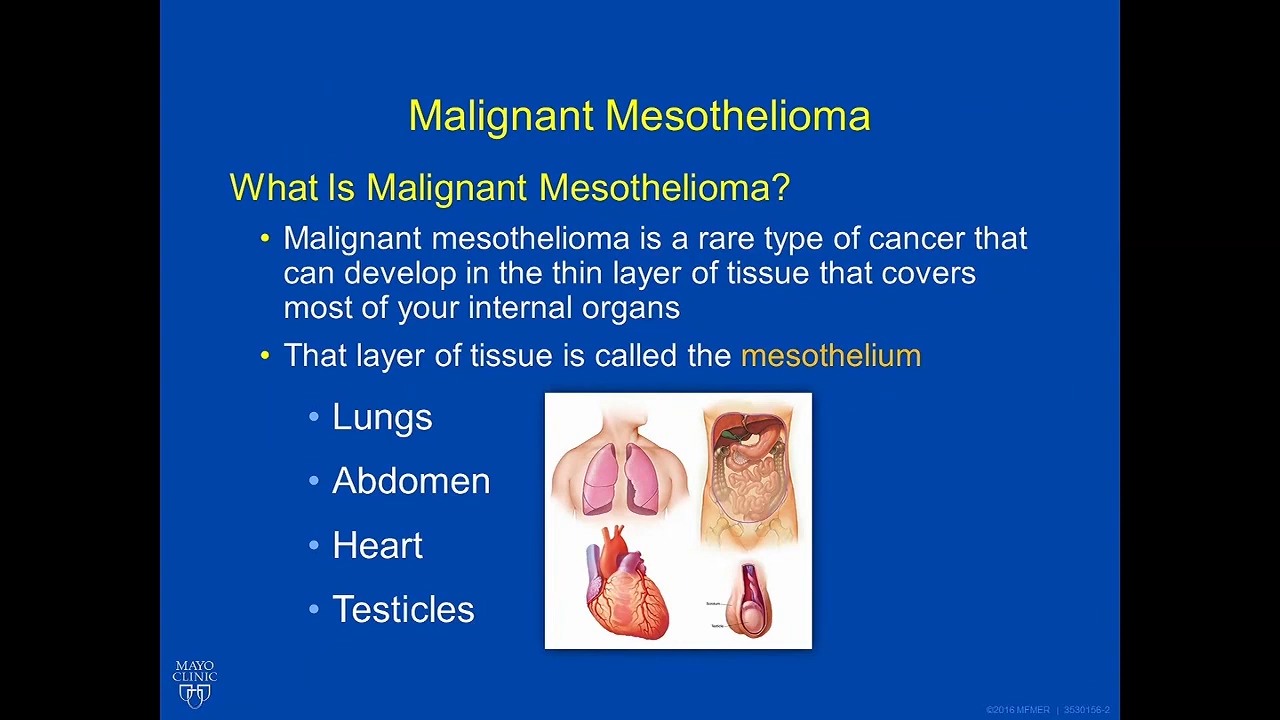 Malignant Mesothelioma
What Is Malignant Mesothelioma?
• Malignant mesothelioma is a rare type of cancer that
can develop in the thin layer of tissue that covers
most of your internal organs
• That layer of tissue is called the mesothelium
• Lungs
• Abdomen
• Heart
• Testicles
Scrotum
Testicle
MAYO
CLINIC
©2016 MFMER | 3530156-2